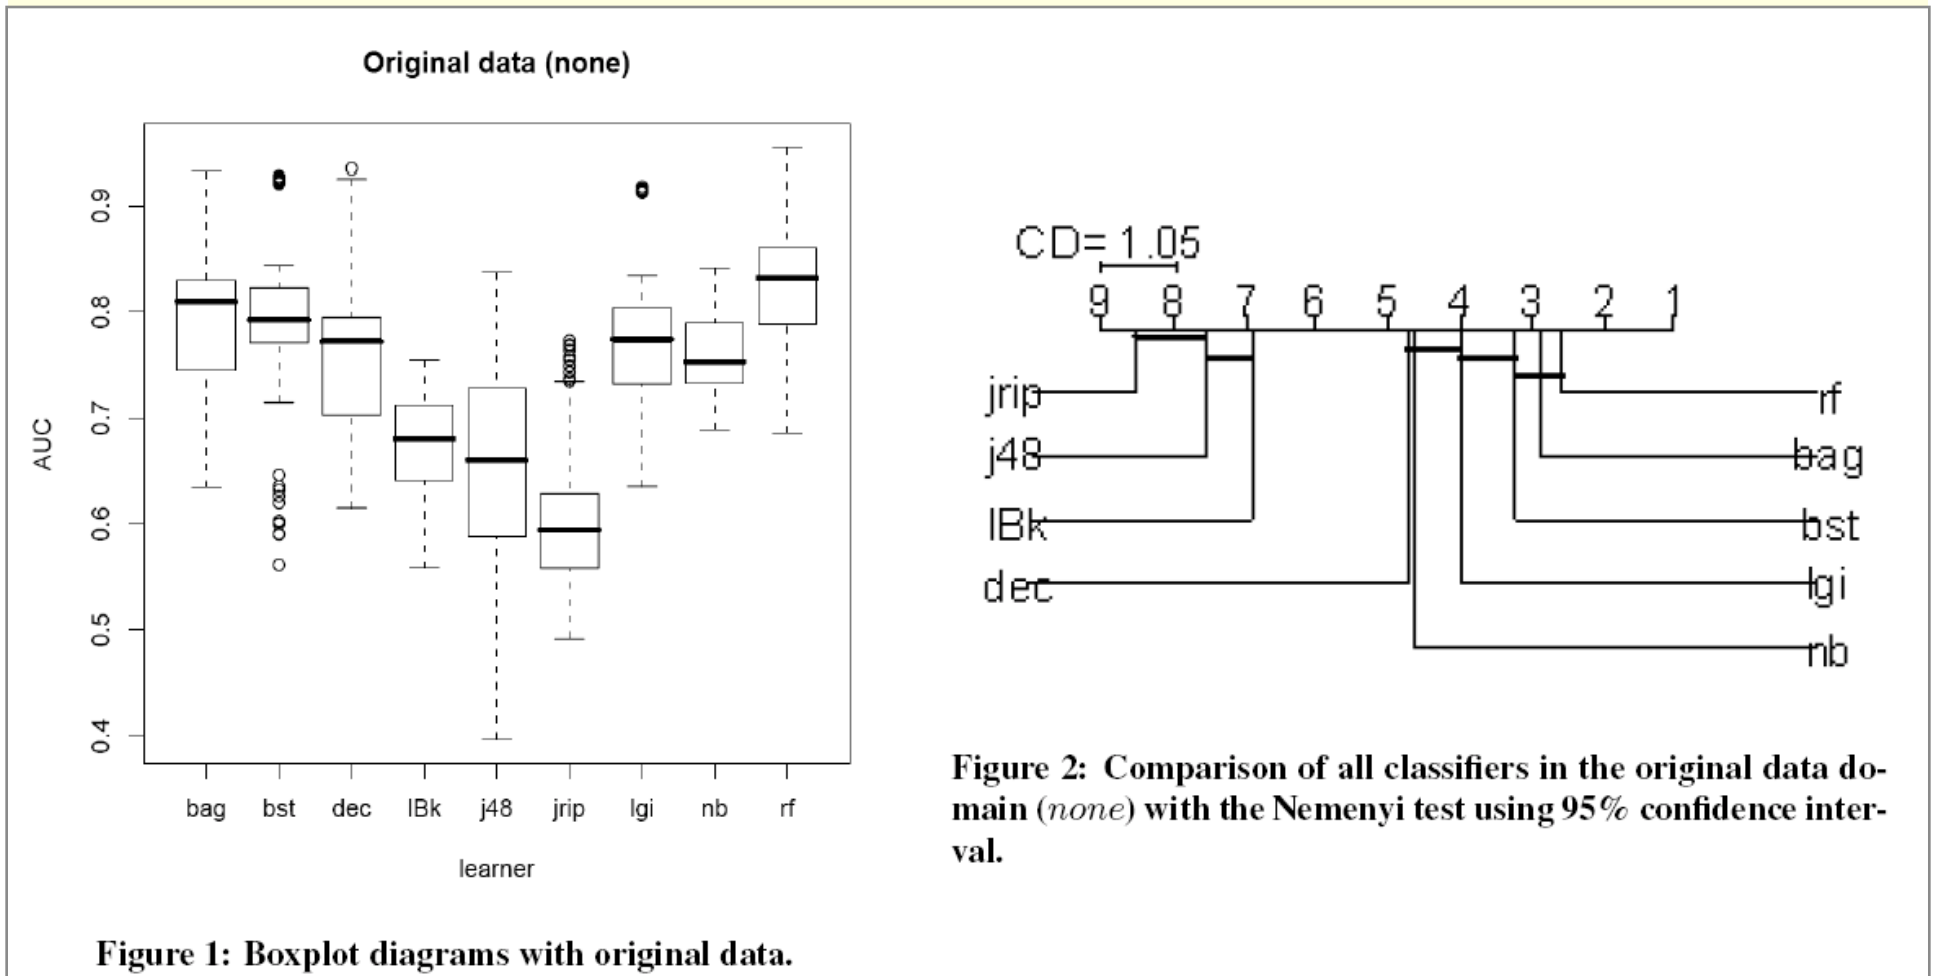 Original data (none)
AUC
0.9
0.8
0.7
0.6
0.5
0.4
bag bst dec IBk j48 jrip lgi nb rf
learner
Figure 1: Boxplot diagrams with original data.
CD= 1.05
9 8 7 6 5 4 3 2 1
jrip
j48
IBk
dec
rf
bag
bst
lgi
nb
Figure 2: Comparison of all classifiers in the original data do-
main (none) with the Nemenyi test using 95% confidence inter-
val.